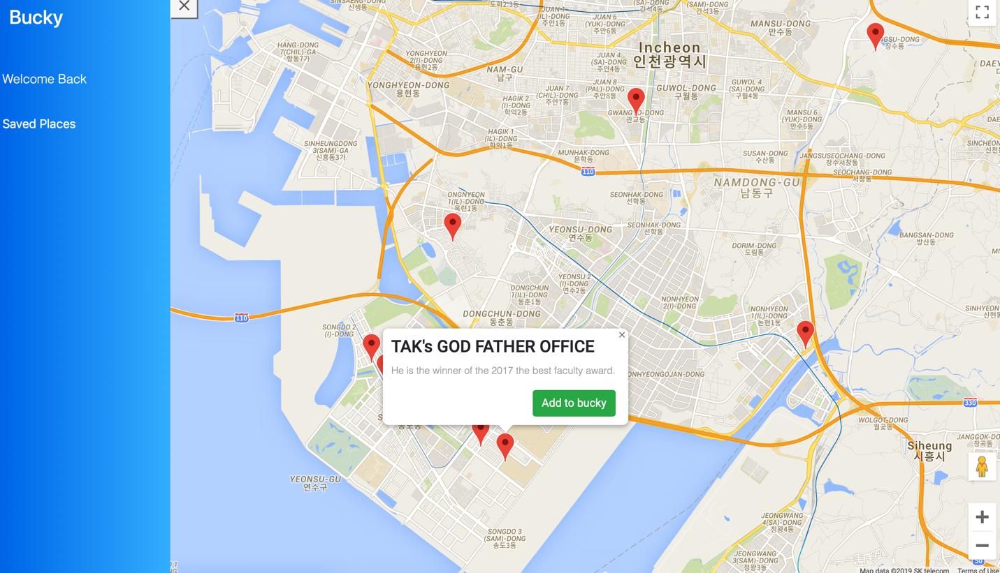 Bucky
Welcome Back
Saved Places
SINSAENG-DONG
신생동
도화2·3동
JUAN 1
(IL)-DONG
주안1동
JUAN 6
(YUK)-DONG
주안6동
(SA)-DONG
간석4동
간석3동
MANSU-DONG
만수동
장수동
HANG-DONG
7(CHIL)-GA
항동7가
YONGHYEON
2(I)-DONG
용현2동
Incheon
인천광역시
JUAN 4
(SA)-DONG
주안4동
NAM-GU
남구
YONGHYEON-DONG
용현동
JUAN 7
(CHIL)-DONG
주안7동
JUAN 8
(PAL)-DONG
주안8동
GUWOL-DONG
구월동
GUWOL 4
(SA)-DONG
구월4동
HAGIK 2
(I)-DONG
학익2동
관교동
MANSU 6
(YUK)-DONG
만수6동
HAGIK 1
(IL)-DONG
학익1동
SINHEUNGDONG
3(SAM)-GA
신흥동3가
MUNHAK-DONG
문학동
SUSAN-DONG
수산동
JANGSUSEOCHANG-DONG
장수서창동
SEOCHANG-DONG
서창동
110
NAMDONG-GU
남동구
ONGNYEON
1(IL)-DONG
옥련1동
SEONHAK-DONG
선학동
YEONSU-DONG
연수동
SEONHAK-DONG
선학동
BANGSAN-DONG
방산동
DORIM-DONG
도림동
YEONSU 2
(I)-DONG
연수2동
DONGCHUN
1(IL)-DONG
동춘1동
NONHYEON
2(I)-DONG
NONHYEON
1(IL)-DONG
논현1동
110
DONGCHUN-DONG
동춘동
SONGDO 2
TAK's GOD FATHER OFFICE
He is the winner of the 2017 the best faculty award.
Add to bucky
330
WOLGOT-DONG
월곶동
Siheung
시흥시
YEONSU-GU
연수구
JEONGWANG
4(SA)-DONG
정왕4동
SONGDO 3
(SAM)-DONG
송도3동
JEONGWANG
3(SAM)-DONG
정왕3동
50
Map data ©2019 SK telecom
Terms of Use